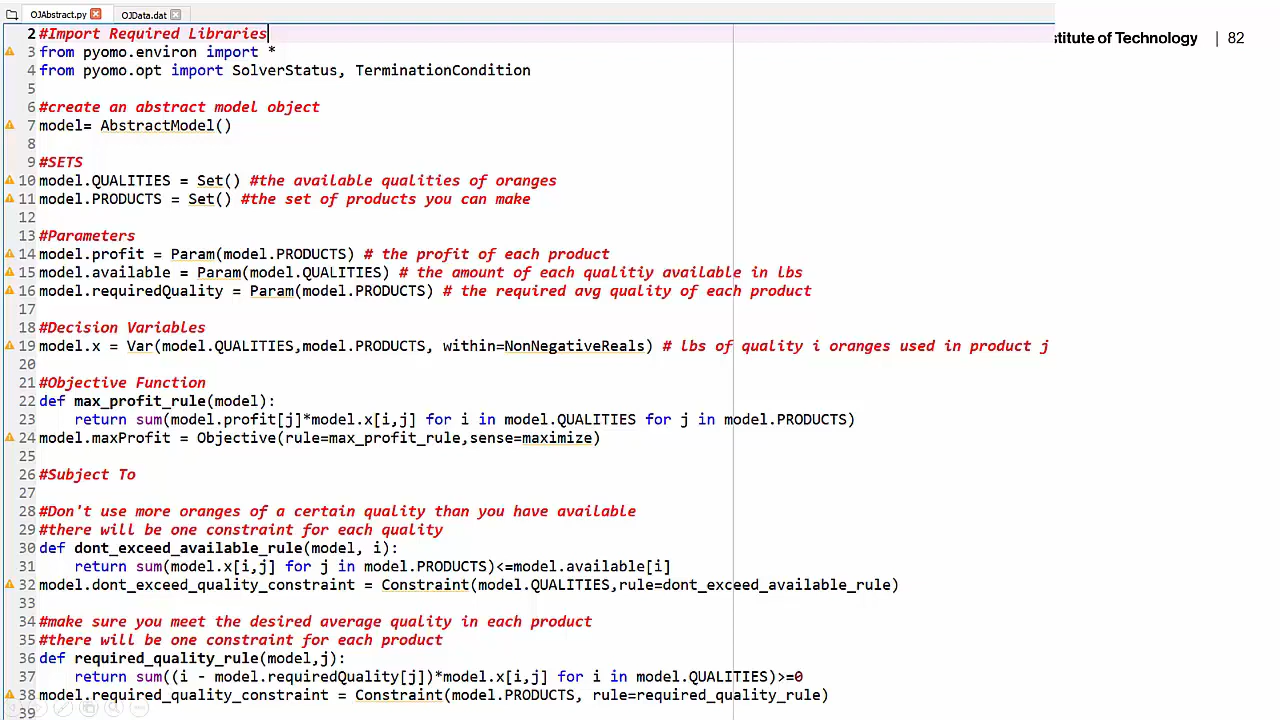 OJAbstract.py OJData.dat
stitute of Technology | 82
2 #Import Required Libraries
3 from pyomo.environ import *
4 from pyomo.opt import SolverStatus, TerminationCondition
5
6 #create an abstract model object
7 model= AbstractModel()
8
9 #SETS
10 model.QUALITIES = Set() #the available qualities of oranges
11 model.PRODUCTS = Set() #the set of products you can make
12
13 #Parameters
14 model.profit = Param(model.PRODUCTS) # the profit of each product
15 model.available = Param(model.QUALITIES) # the amount of each qualitiy available in lbs
16 model.requiredQuality = Param(model.PRODUCTS) # the required avg quality of each product
17
18 #Decision Variables
19 model.x = Var(model.QUALITIES,model.PRODUCTS, within=NonNegativeReals) # lbs of quality i oranges used in product j
20
21 #Objective Function
22 def max_profit_rule(model):
23     return sum(model.profit[j]*model.x[i,j] for i in model.QUALITIES for j in model.PRODUCTS)
24 model.maxProfit = Objective(rule=max_profit_rule,sense=maximize)
25
26 #Subject To
27
28 #Don't use more oranges of a certain quality than you have available
29 #there will be one constraint for each quality
30 def dont_exceed_available_rule(model, i):
31     return sum(model.x[i,j] for j in model.PRODUCTS)<=model.available[i]
32 model.dont_exceed_quality_constraint = Constraint(model.QUALITIES,rule=dont_exceed_available_rule)
33
34 #make sure you meet the desired average quality in each product
35 #there will be one constraint for each product
36 def required_quality_rule(model,j):
37     return sum((i - model.requiredQuality[j])*model.x[i,j] for i in model.QUALITIES)>=0
38 model.required_quality_constraint = Constraint(model.PRODUCTS, rule=required_quality_rule)
39